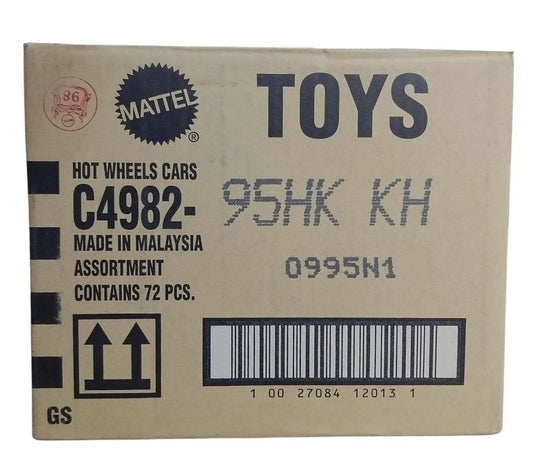 86
MATTEL
®
TOYS
HOT WHEELS CARS
C4982-
95HK KH
MADE IN MALAYSIA
ASSORTMENT
0995N1
CONTAINS 72 PCS.
1 00 27084 12013 1
GS